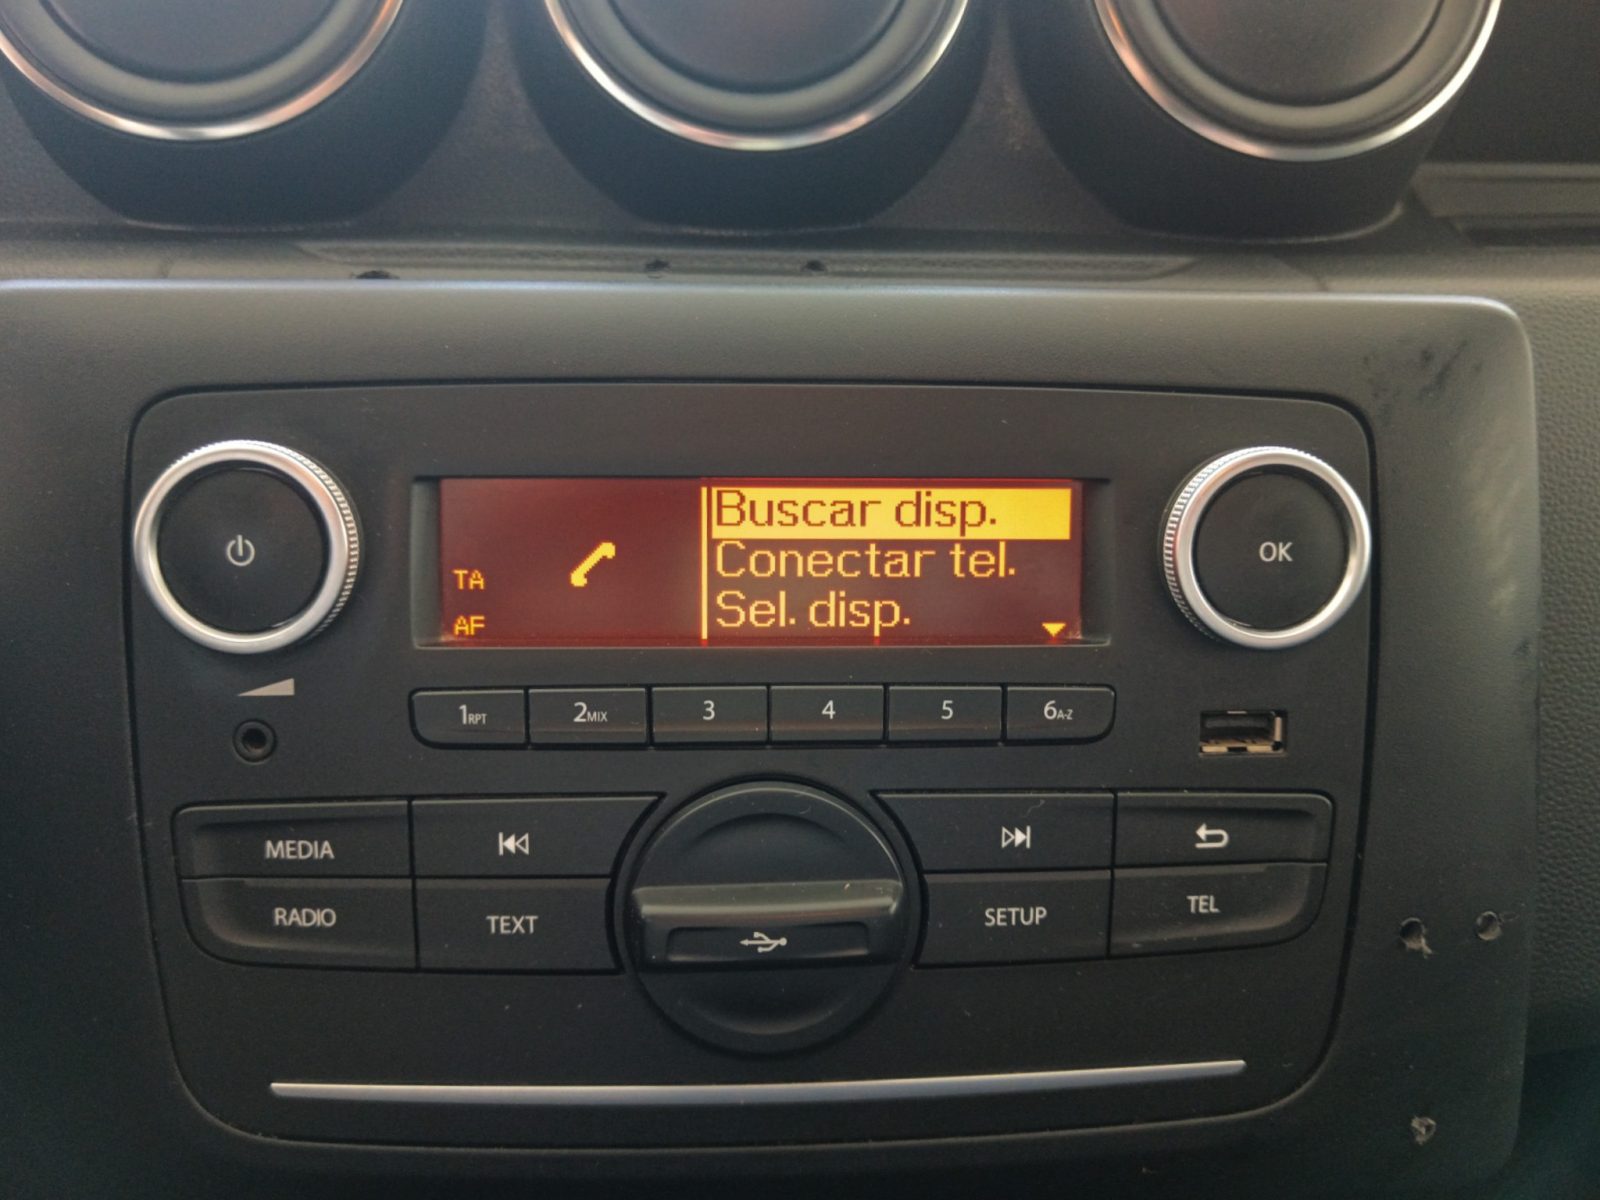 Buscar disp.
Conectar tel.
Sel. disp.
TA
AF
OK
1RPT
2MIX
3
4
5
6A-Z
MEDIA
RADIO
TEXT
SETUP
TEL